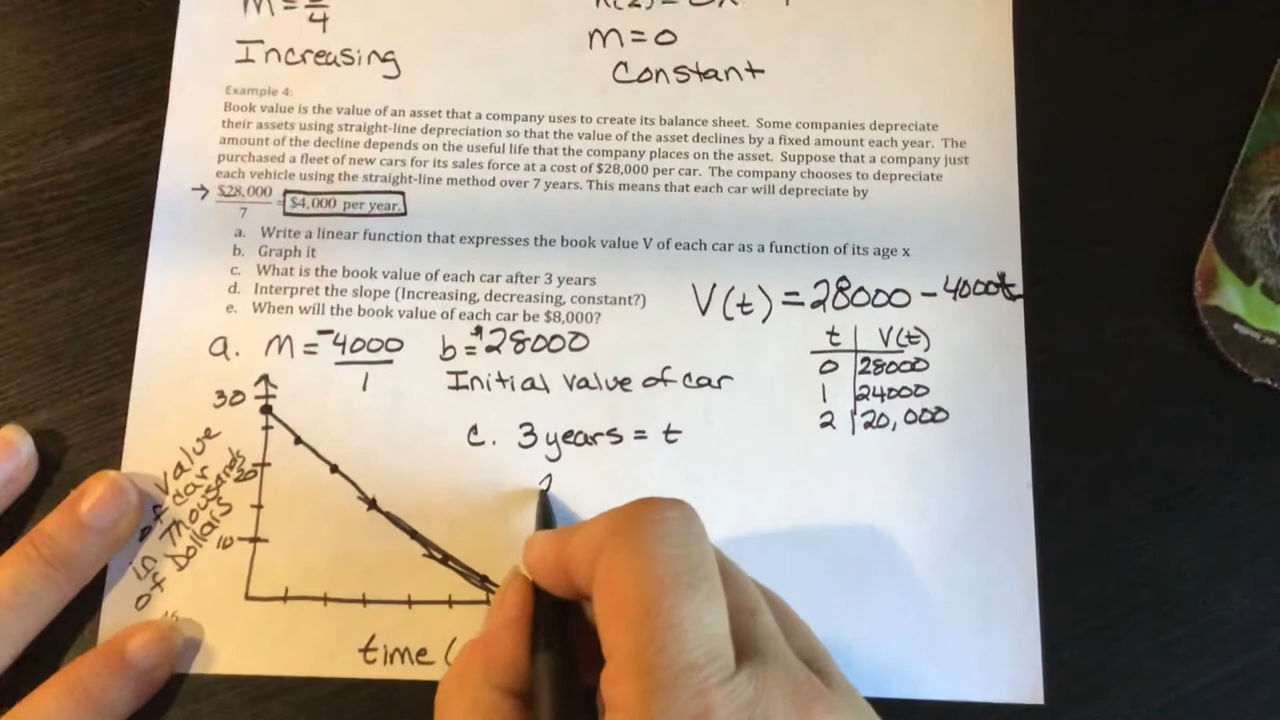 4
m=0
Increasing
Constant
Example 4:
Book value is the value of an asset that a company uses to create its balance sheet. Some companies depreciate
their assets using straight-line depreciation so that the value of the asset declines by a fixed amount each year. The
amount of the decline depends on the useful life that the company places on the asset. Suppose that a company just
purchased a fleet of new cars for its sales force at a cost of $28,000 per car. The company chooses to depreciate
each vehicle using the straight-line method over 7 years. This means that each car will depreciate by
→ $28,000 / 7 = $4,000 per year.
a. Write a linear function that expresses the book value V of each car as a function of its age x
b. Graph it
c. What is the book value of each car after 3 years
d. Interpret the slope (Increasing, decreasing, constant?)
e. When will the book value of each car be $8,000?
V(t) = 28000 - 4000t
a. m = -4000 / 1 b = 28000
Initial value of car
t | V(t)
0 | 28000
1 | 24000
2 | 20,000
c. 3 years = t
30
20
10
Value
of car
in Thousands
of Dollars
time (